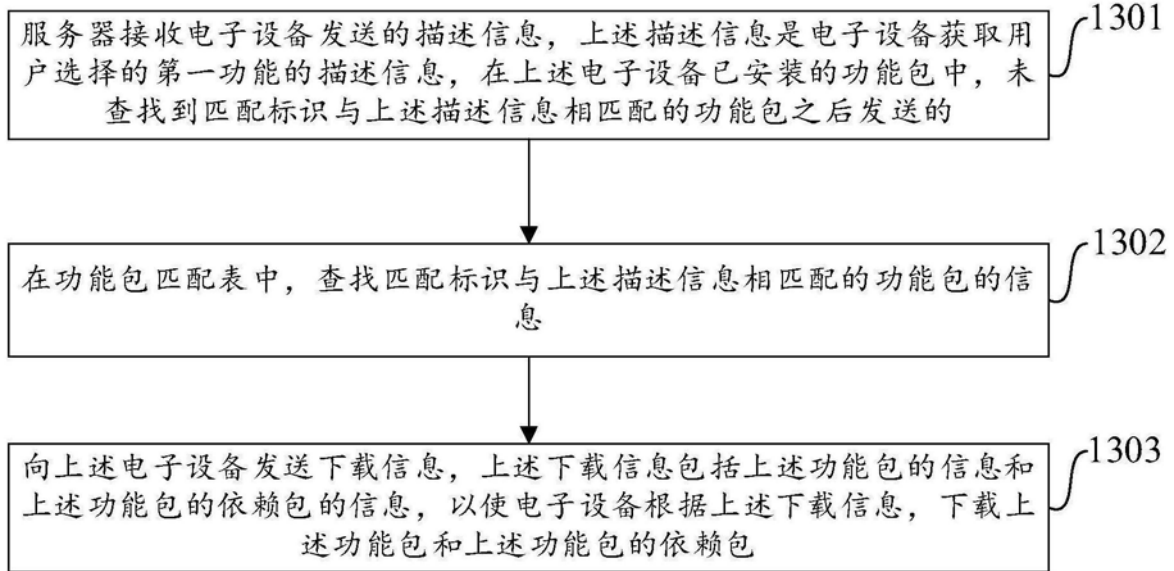 服务器接收电子设备发送的描述信息，上述描述信息是电子设备获取用
户选择的第一功能的描述信息，在上述电子设备已安装的功能包中，未
查找到匹配标识与上述描述信息相匹配的功能包之后发送的
1301
在功能包匹配表中，查找匹配标识与上述描述信息相匹配的功能包的信
息
1302
向上述电子设备发送下载信息，上述下载信息包括上述功能包的信息和
上述功能包的依赖包的信息，以使电子设备根据上述下载信息，下载上
述功能包和上述功能包的依赖包
1303